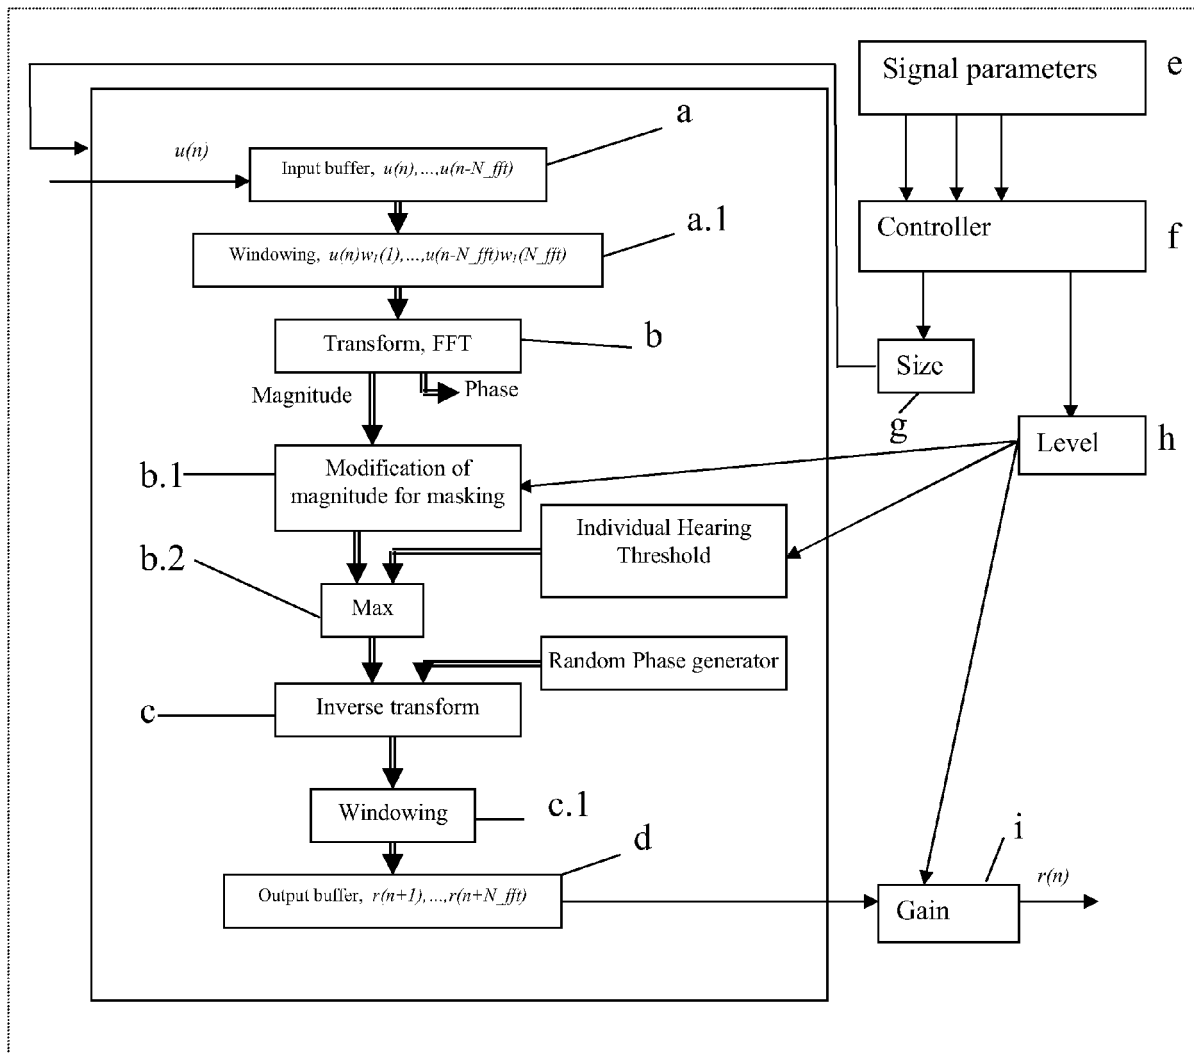 Signal parameters
e
u(n)
a
Input buffer, u(n),...,u(n-N_fft)
a.1
Controller
f
Windowing, u(n)w₁(1),...,u(n-N_fft)w₁(N_fft)
Transform, FFT
b
Size
g
Magnitude
Phase
Level
h
b.1
Modification of
magnitude for masking
Individual Hearing
Threshold
b.2
Max
Random Phase generator
c
Inverse transform
Windowing
c.1
d
Output buffer, r(n+1),...,r(n+N_fft)
i
Gain
r(n)